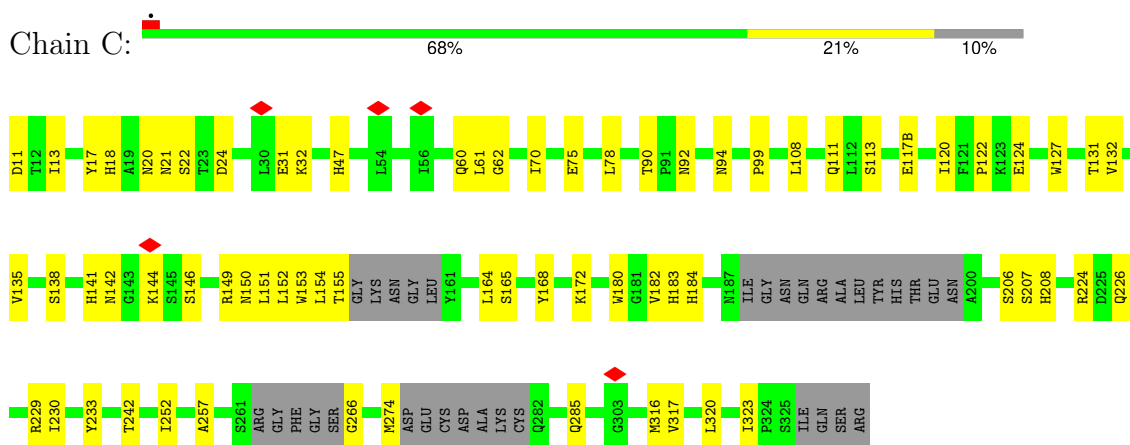 Chain C: 68% 21% 10%
D11 T12 I13 Y17 H18 A19 N20 N21 S22 T23 D24 L30 E31 K32 H47 L54 I56 Q60 L61 G62 I70 E75 L78 T90 P91 N92 N94 P99 L108 Q111 L112 S113 E117B I120 F121 P122 K123 E124 W127 T131 V132
V135 S138 H141 N142 G143 K144 S145 S146 R149 N150 L151 L152 W153 L154 T155 GLY LYS ASN GLY LEU Y161 L164 S165 Y168 K172 W180 G181 V182 H183 H184 N187 ILE GLY ASN GLN ARG ALA LEU TYR HIS THR GLU ASN A200 S206 S207 H208 R224 D225 Q226
R229 I230 Y233 T242 I252 A257 S261 ARG GLY PHE GLY SER G266 M274 ASP GLU CYS ASP ALA LYS CYS Q282 Q285 G303 M316 V317 L320 I323 P324 S325 ILE GLN SER ARG